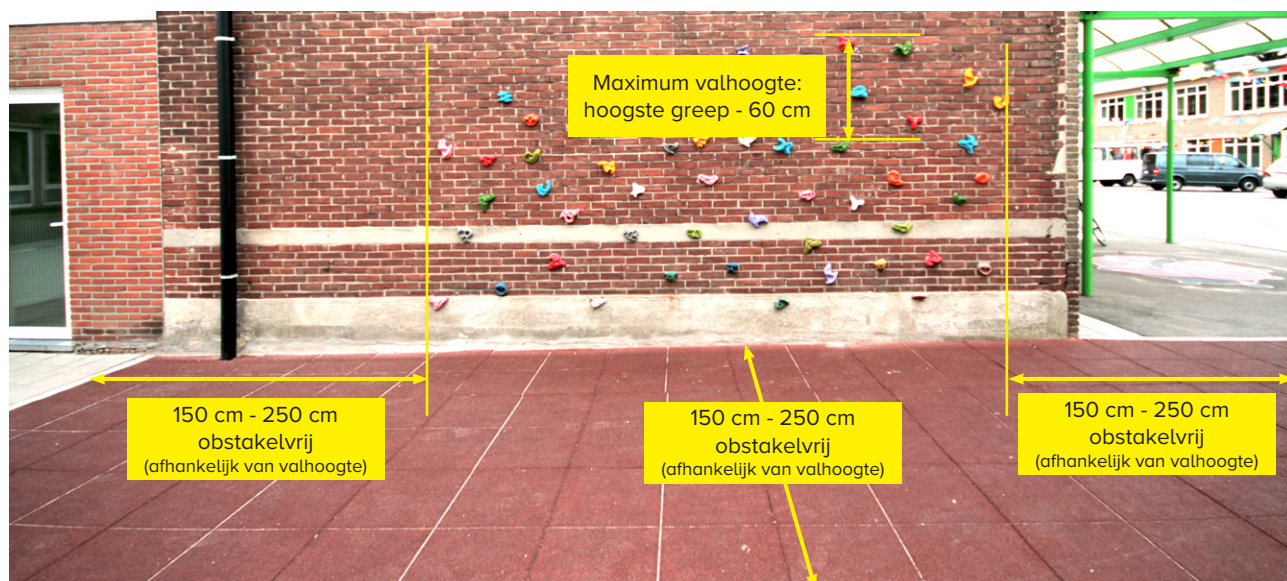 Maximum valhoogte:
hoogste greep - 60 cm
150 cm - 250 cm
obstakelvrij
(afhankelijk van valhoogte)
150 cm - 250 cm
obstakelvrij
(afhankelijk van valhoogte)
150 cm - 250 cm
obstakelvrij
(afhankelijk van valhoogte)